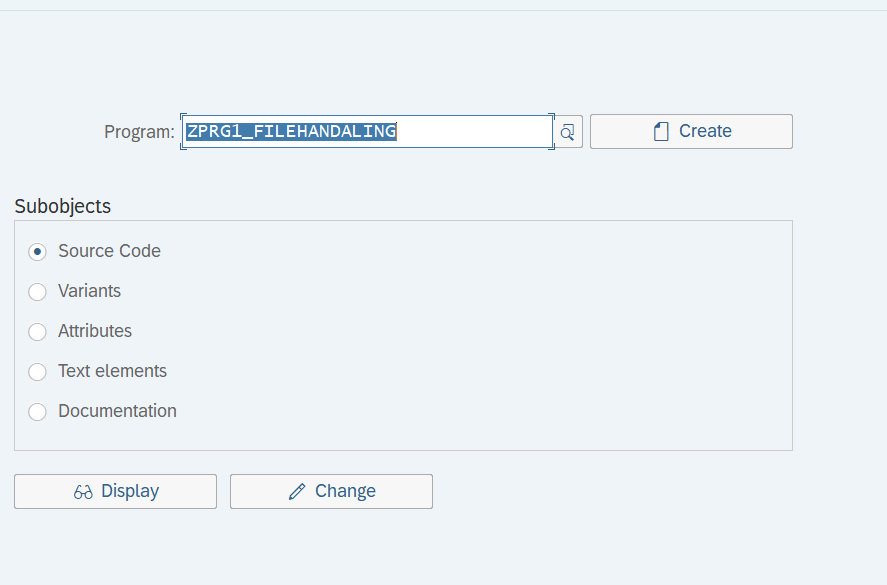 Program: ZPRG1_FILEHANDALING Create
Subobjects
Source Code
Variants
Attributes
Text elements
Documentation
Display Change